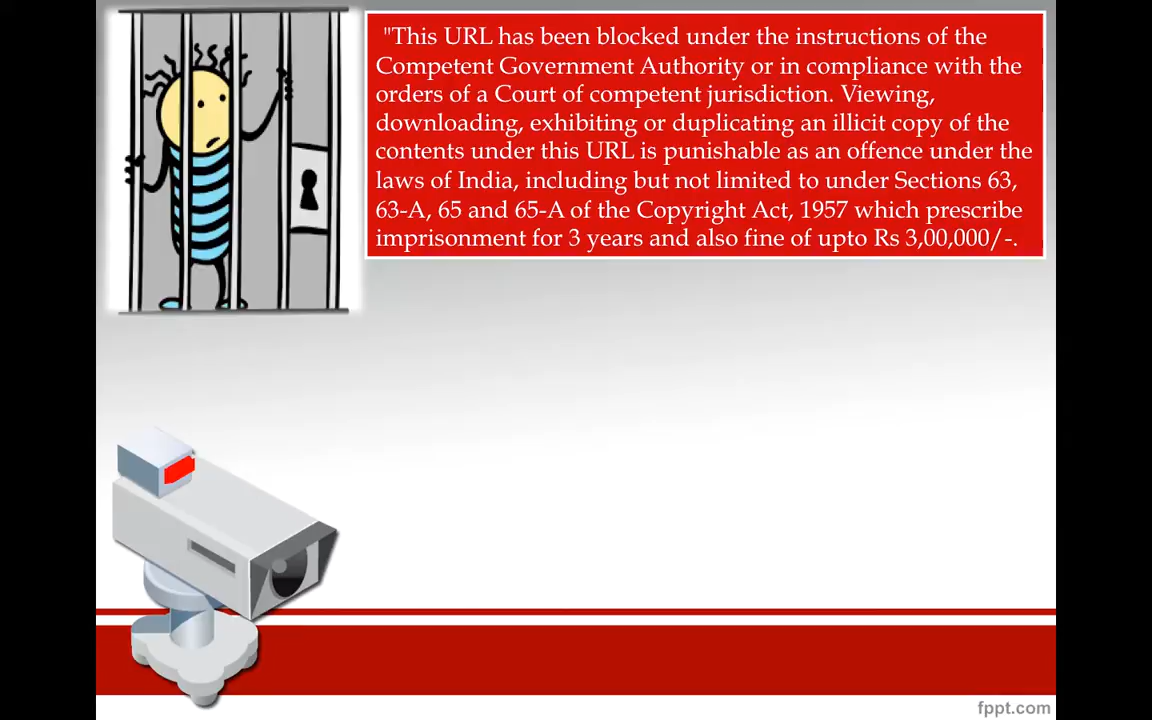 "This URL has been blocked under the instructions of the
Competent Government Authority or in compliance with the
orders of a Court of competent jurisdiction. Viewing,
downloading, exhibiting or duplicating an illicit copy of the
contents under this URL is punishable as an offence under the
laws of India, including but not limited to under Sections 63,
63-A, 65 and 65-A of the Copyright Act, 1957 which prescribe
imprisonment for 3 years and also fine of upto Rs 3,00,000/-.
fppt.com